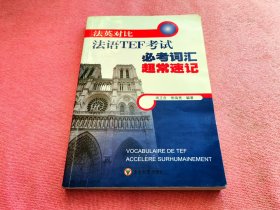 法英对比
法语TEF考试
必考词汇
超常速记
VOCABULAIRE DE TEF
ACCÉLÉRÉ SURHUMAINEMENT